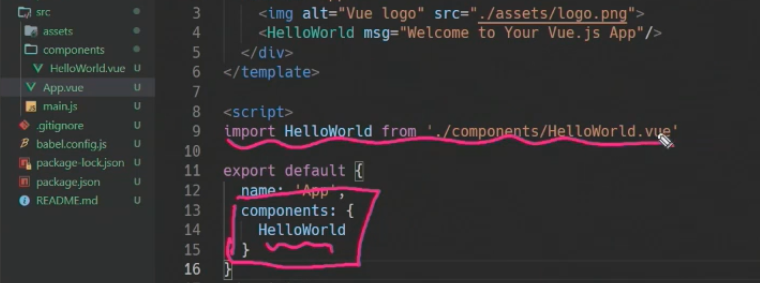 src
assets
components
HelloWorld.vue U
App.vue U
main.js U
.gitignore U
babel.config.js U
package-lock.json U
package.json U
README.md U
3 <img alt="Vue logo" src="./assets/logo.png">
4 <HelloWorld msg="Welcome to Your Vue.js App"/>
5 </div>
6 </template>
7
8 <script>
9 import HelloWorld from './components/HelloWorld.vue'
10
11 export default {
12 name: 'App',
13 components: {
14 HelloWorld
15 }
16 }